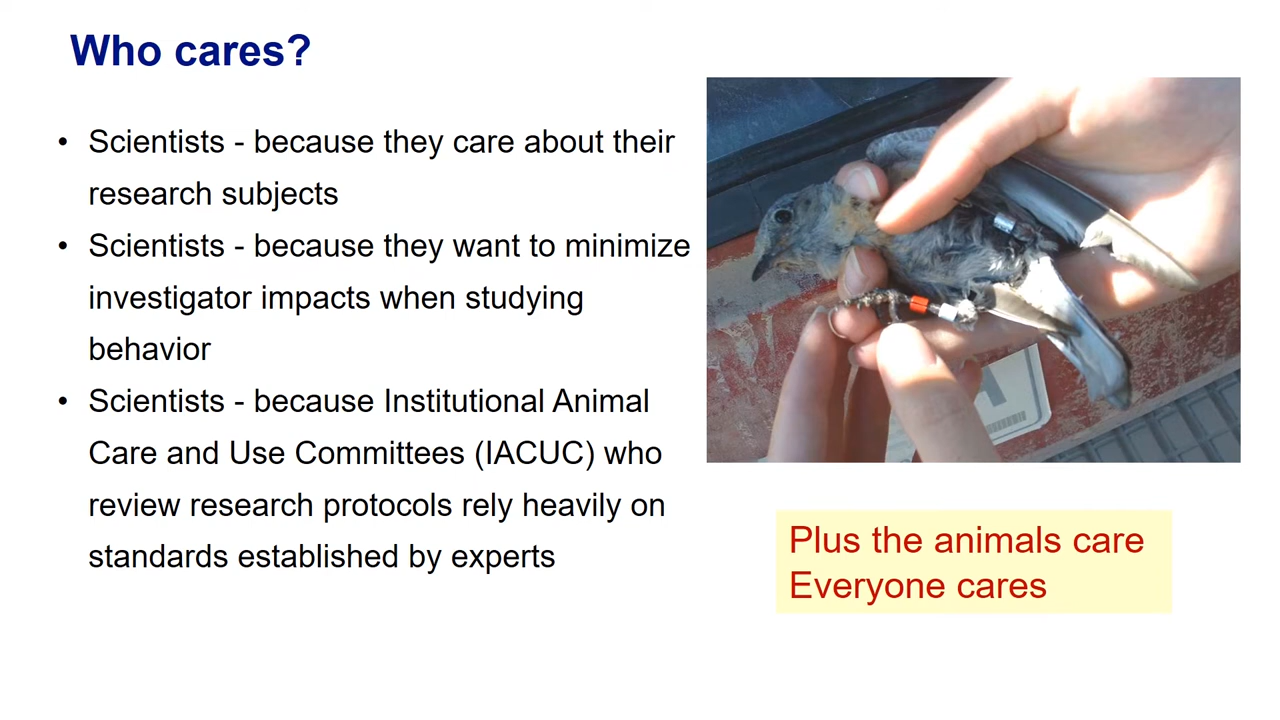 Who cares?
• Scientists - because they care about their
research subjects
• Scientists - because they want to minimize
investigator impacts when studying
behavior
• Scientists - because Institutional Animal
Care and Use Committees (IACUC) who
review research protocols rely heavily on
standards established by experts
Plus the animals care
Everyone cares